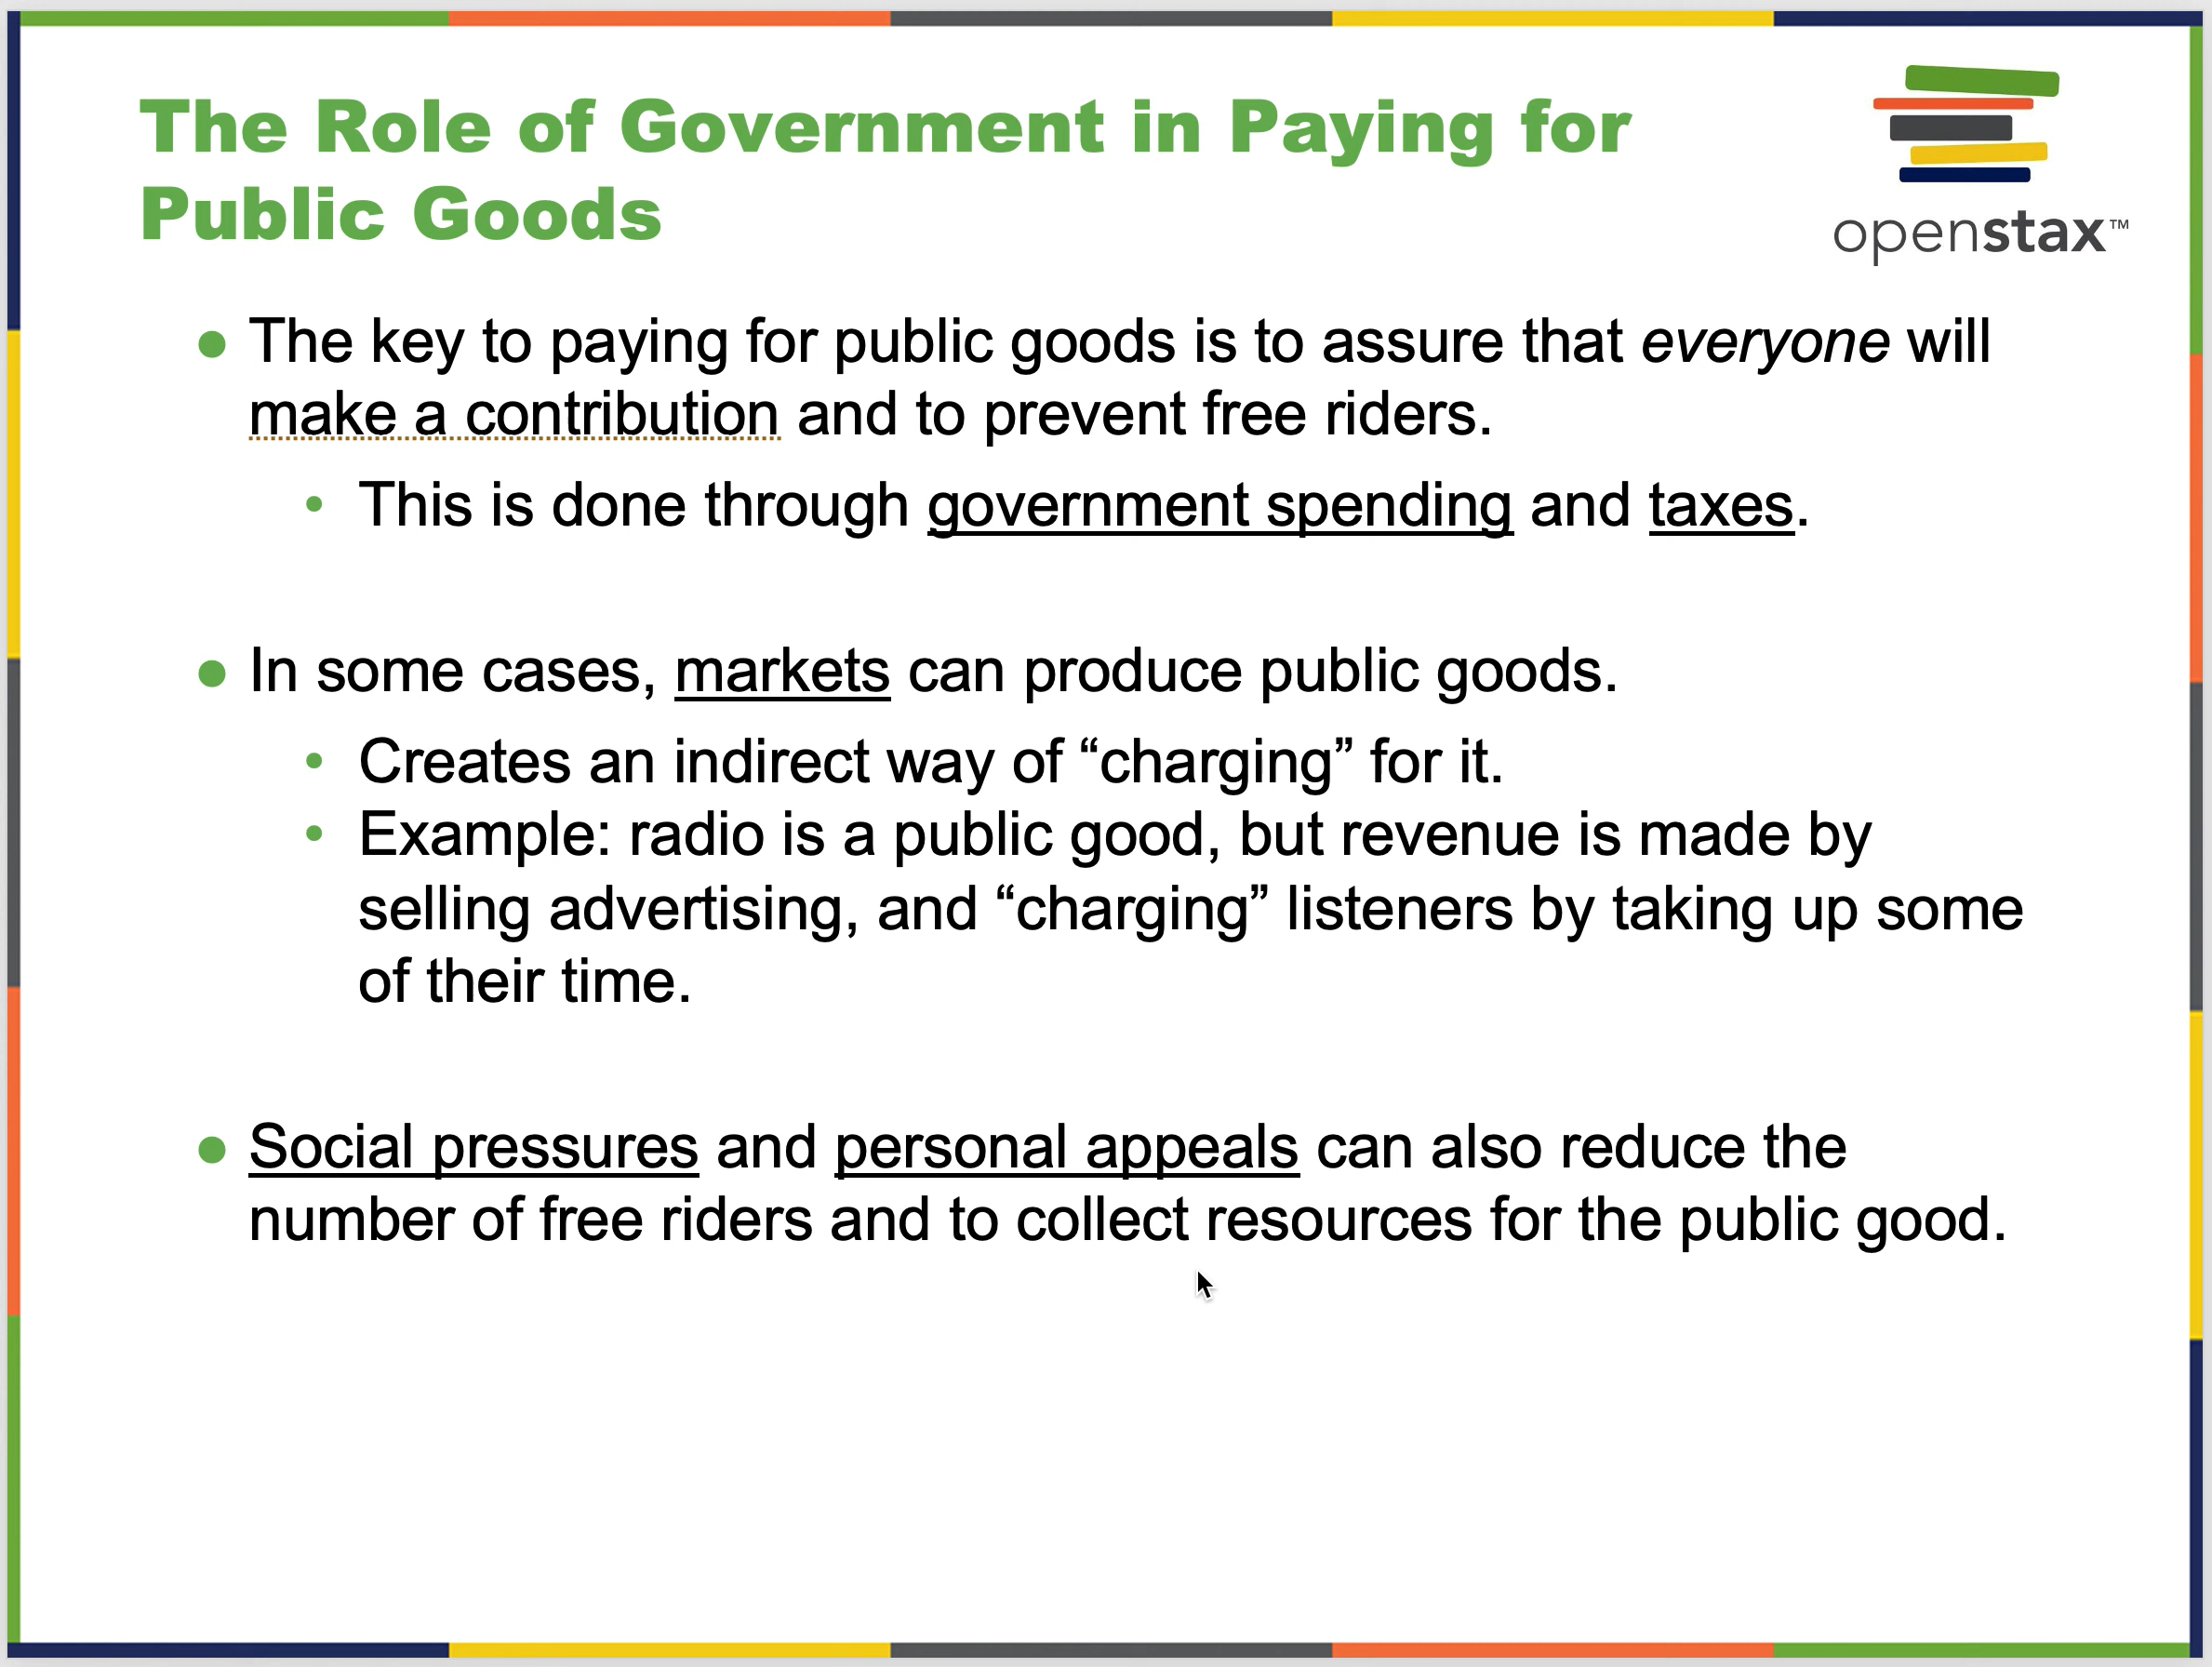 The Role of Government in Paying for
Public Goods
openstax™
● The key to paying for public goods is to assure that everyone will
make a contribution and to prevent free riders.
• This is done through government spending and taxes.
● In some cases, markets can produce public goods.
• Creates an indirect way of “charging” for it.
• Example: radio is a public good, but revenue is made by
selling advertising, and “charging” listeners by taking up some
of their time.
● Social pressures and personal appeals can also reduce the
number of free riders and to collect resources for the public good.